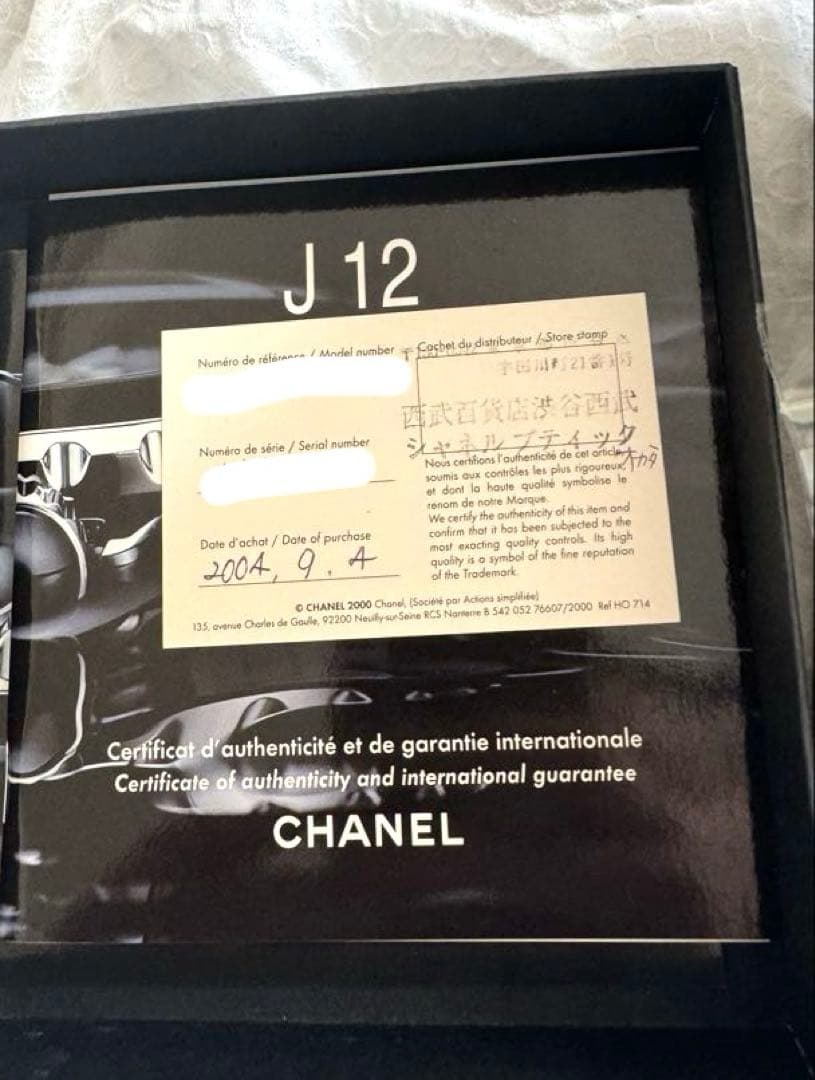 J 12
Numéro de référence / Model number
Cachet du distributeur / Store stamp
宇田川町21番1号
西武百貨店渋谷西武
シャネルブティック
Numéro de série / Serial number
Nous certifions l'authenticité de cet article
soumis aux contrôles les plus rigoureux,
et dont la haute qualité symbolise le
renom de notre Marque.
We certify the authenticity of this item and
confirm that it has been subjected to the
most exacting quality controls. Its high
quality is a symbol of the fine reputation
of the Trademark.
Date d'achat / Date of purchase
2004, 9. 4
© CHANEL 2000 Chanel, (Société par Actions simplifiée)
135, avenue Charles de Gaulle, 92200 Neuilly-sur-Seine RCS Nanterre B 542 052 76607/2000 Ref HO 714
Certificat d'authenticité et de garantie internationale
Certificate of authenticity and international guarantee
CHANEL